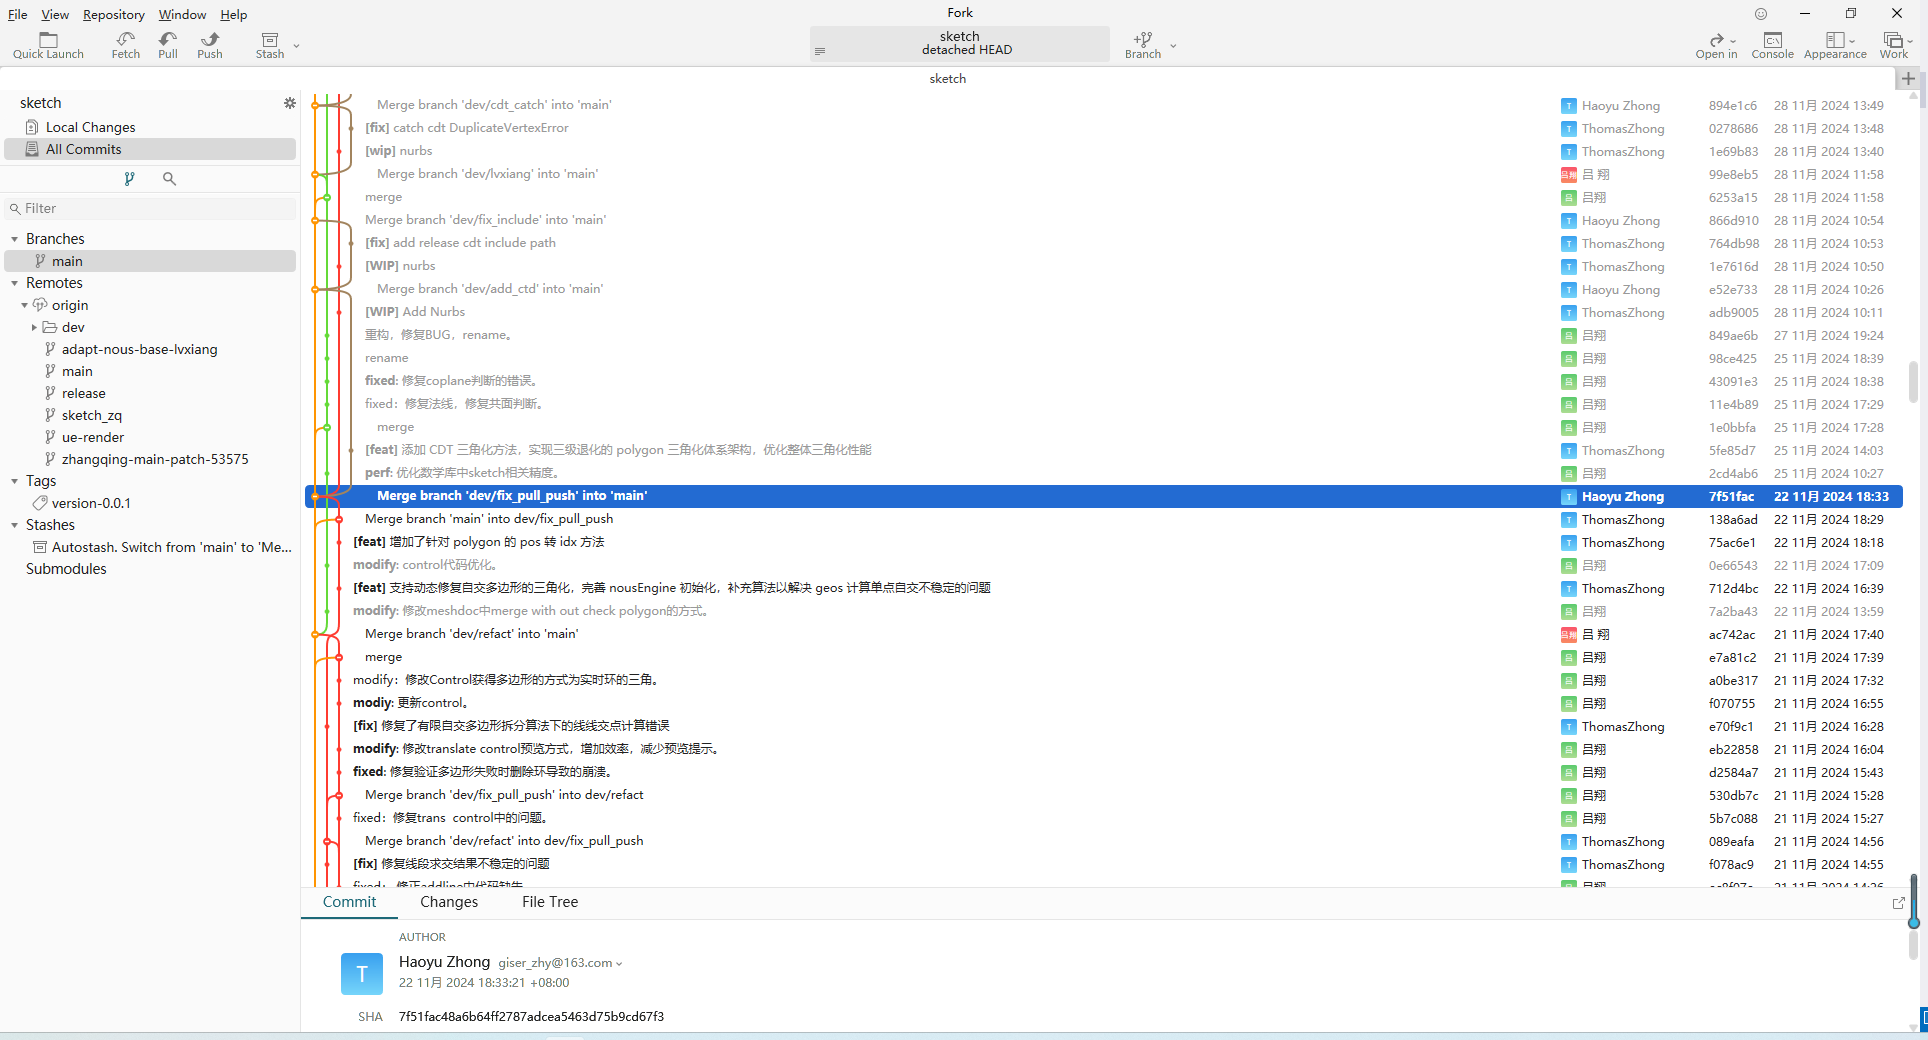 File View Repository Window Help
Fork
Quick Launch Fetch Pull Push Stash
sketch
detached HEAD
Branch
Open in Console Appearance Work
sketch
sketch
Local Changes
All Commits
Filter
Branches
main
Remotes
origin
dev
adapt-nous-base-lvxiang
main
release
sketch_zq
ue-render
zhangqing-main-patch-53575
Tags
version-0.0.1
Stashes
Autostash. Switch from 'main' to 'Me...
Submodules
Merge branch 'dev/cdt_catch' into 'main' T Haoyu Zhong 894e1c6 28 11月 2024 13:49
[fix] catch cdt DuplicateVertexError T ThomasZhong 0278686 28 11月 2024 13:48
[wip] nurbs T ThomasZhong 1e69b83 28 11月 2024 13:40
Merge branch 'dev/lvxiang' into 'main' 吕翔 吕 翔 99e8eb5 28 11月 2024 11:58
merge 吕 吕翔 6253a15 28 11月 2024 11:58
Merge branch 'dev/fix_include' into 'main' T Haoyu Zhong 866d910 28 11月 2024 10:54
[fix] add release cdt include path T ThomasZhong 764db98 28 11月 2024 10:53
[WIP] nurbs T ThomasZhong 1e7616d 28 11月 2024 10:50
Merge branch 'dev/add_ctd' into 'main' T Haoyu Zhong e52e733 28 11月 2024 10:26
[WIP] Add Nurbs T ThomasZhong adb9005 28 11月 2024 10:11
重构，修复BUG，rename。 吕 吕翔 849ae6b 27 11月 2024 19:24
rename 吕 吕翔 98ce425 25 11月 2024 18:39
fixed: 修复coplane判断的错误。 吕 吕翔 43091e3 25 11月 2024 18:38
fixed：修复法线，修复共面判断。 吕 吕翔 11e4b89 25 11月 2024 17:29
merge 吕 吕翔 1e0bbfa 25 11月 2024 17:28
[feat] 添加 CDT 三角化方法，实现三级退化的 polygon 三角化体系架构，优化整体三角化性能 T ThomasZhong 5fe85d7 25 11月 2024 14:03
perf: 优化数学库中sketch相关精度。 吕 吕翔 2cd4ab6 25 11月 2024 10:27
Merge branch 'dev/fix_pull_push' into 'main' T Haoyu Zhong 7f51fac 22 11月 2024 18:33
Merge branch 'main' into dev/fix_pull_push T ThomasZhong 138a6ad 22 11月 2024 18:29
[feat] 增加了针对 polygon 的 pos 转 idx 方法 T ThomasZhong 75ac6e1 22 11月 2024 18:18
modify: control代码优化。 吕 吕翔 0e66543 22 11月 2024 17:09
[feat] 支持动态修复自交多边形的三角化，完善 nousEngine 初始化，补充算法以解决 geos 计算单点自交不稳定的问题 T ThomasZhong 712d4bc 22 11月 2024 16:39
modify: 修改meshdoc中merge with out check polygon的方式。 吕 吕翔 7a2ba43 22 11月 2024 13:59
Merge branch 'dev/refact' into 'main' 吕翔 吕 翔 ac742ac 21 11月 2024 17:40
merge 吕 吕翔 e7a81c2 21 11月 2024 17:39
modify：修改Control获得多边形的方式为实时环的三角。 吕 吕翔 a0be317 21 11月 2024 17:32
modiy: 更新control。 吕 吕翔 f070755 21 11月 2024 16:55
[fix] 修复了有限自交多边形拆分算法下的线线交点计算错误 T ThomasZhong e70f9c1 21 11月 2024 16:28
modify: 修改translate control预览方式，增加效率，减少预览提示。 吕 吕翔 eb22858 21 11月 2024 16:04
fixed: 修复验证多边形失败时删除环导致的崩溃。 吕 吕翔 d2584a7 21 11月 2024 15:43
Merge branch 'dev/fix_pull_push' into dev/refact 吕 吕翔 530db7c 21 11月 2024 15:28
fixed：修复trans  control中的问题。 吕 吕翔 5b7c088 21 11月 2024 15:27
Merge branch 'dev/refact' into dev/fix_pull_push T ThomasZhong 089eafa 21 11月 2024 14:56
[fix] 修复线段求交结果不稳定的问题 T ThomasZhong f078ac9 21 11月 2024 14:55
Commit Changes File Tree
AUTHOR
T
Haoyu Zhong giser_zhy@163.com
22 11月 2024 18:33:21 +08:00
SHA 7f51fac48a6b64ff2787adcea5463d75b9cd67f3